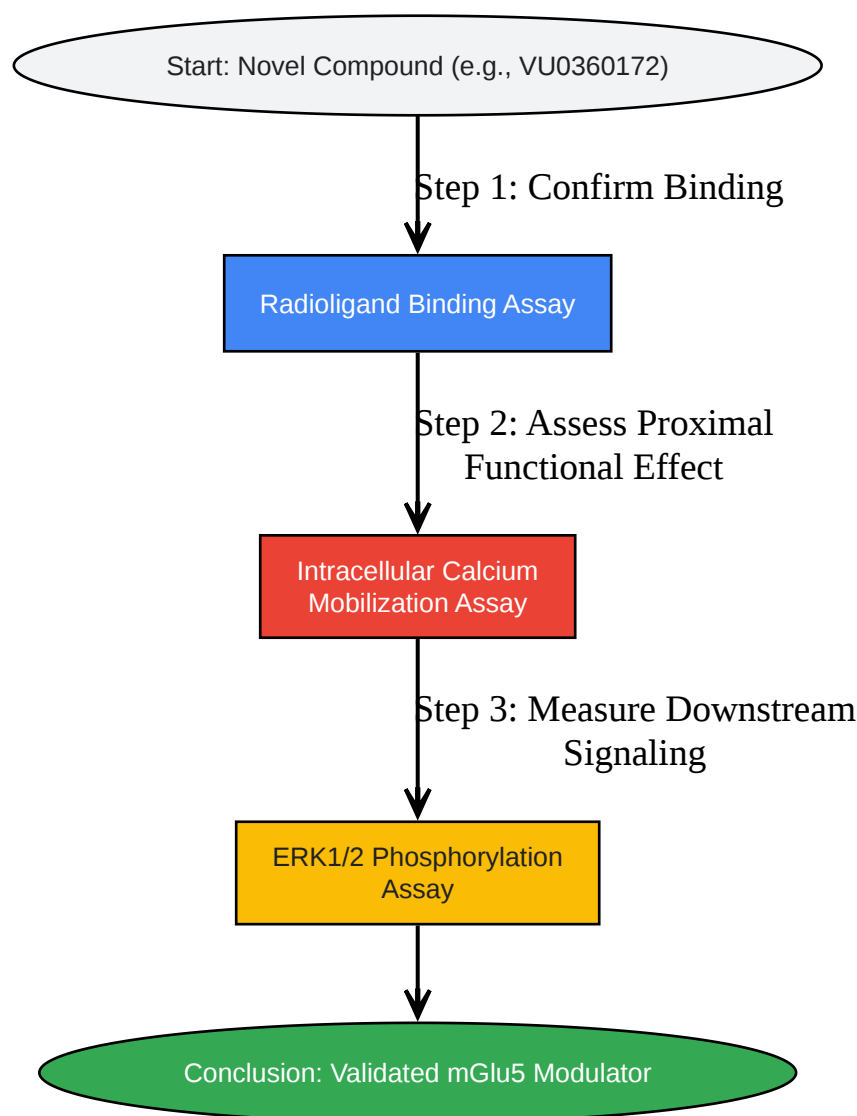 Start: Novel Compound (e.g., VU0360172)
Step 1: Confirm Binding
Radioligand Binding Assay
Step 2: Assess Proximal
Functional Effect
Intracellular Calcium
Mobilization Assay
Step 3: Measure Downstream
Signaling
ERK1/2 Phosphorylation
Assay
Conclusion: Validated mGlu5 Modulator